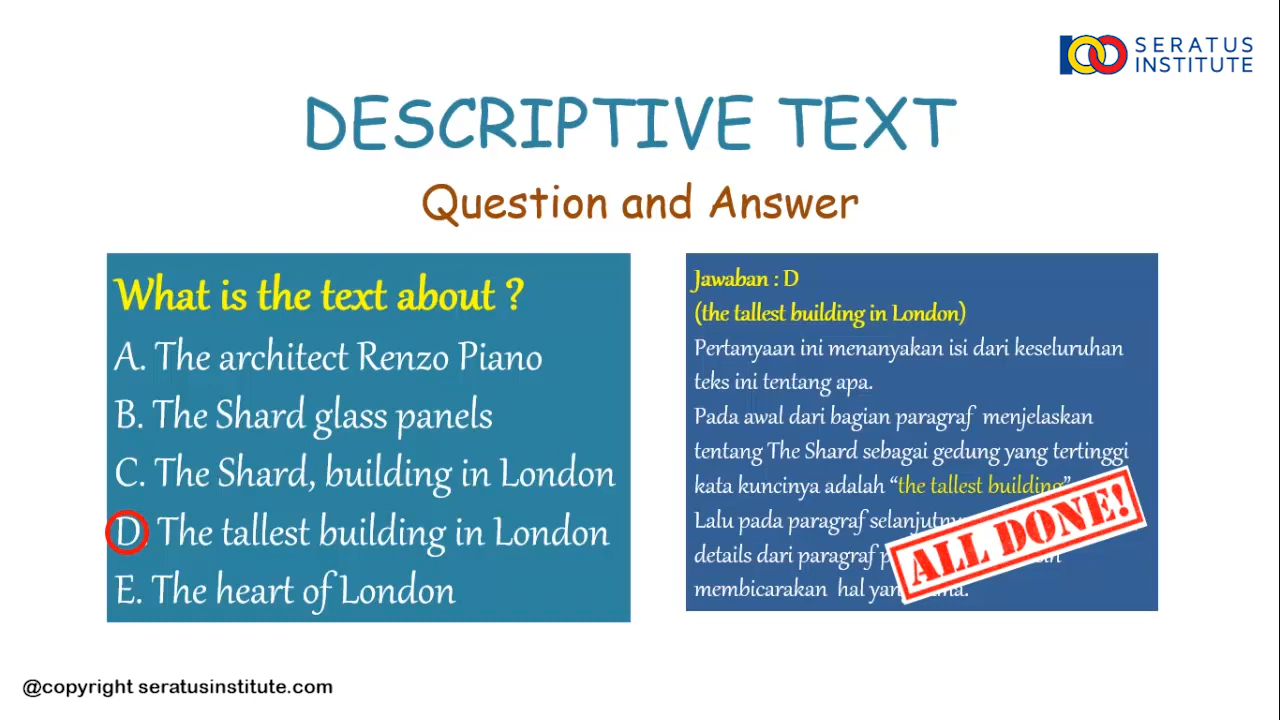 SERATUS
INSTITUTE
DESCRIPTIVE TEXT
Question and Answer
What is the text about ?
A. The architect Renzo Piano
B. The Shard glass panels
C. The Shard, building in London
D. The tallest building in London
E. The heart of London
Jawaban : D
(the tallest building in London)
Pertanyaan ini menanyakan isi dari keseluruhan
teks ini tentang apa.
Pada awal dari bagian paragraf menjelaskan
tentang The Shard sebagai gedung yang tertinggi
kata kuncinya adalah “the tallest building”
Lalu pada paragraf
details dari paragraf
membicarakan hal
ALL DONE!
@copyright seratusinstitute.com